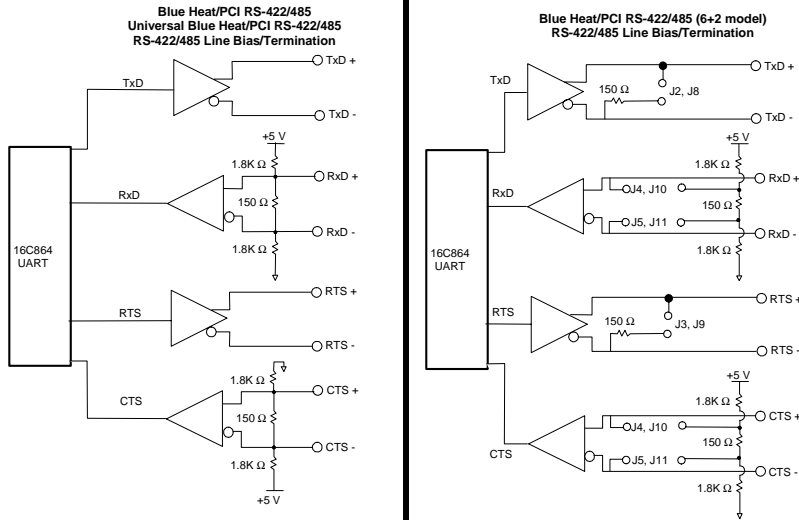 Blue Heat/PCI RS-422/485
Universal Blue Heat/PCI RS-422/485
RS-422/485 Line Bias/Termination
TxD
TxD +
TxD -
+5 V
1.8K Ω
RxD
RxD +
150 Ω
RxD -
1.8K Ω
16C864
UART
RTS
RTS +
RTS -
1.8K Ω
CTS
CTS +
150 Ω
CTS -
1.8K Ω
+5 V
Blue Heat/PCI RS-422/485 (6+2 model)
RS-422/485 Line Bias/Termination
TxD
TxD +
150 Ω
J2, J8
TxD -
+5 V
1.8K Ω
RxD
RxD +
J4, J10
150 Ω
J5, J11
RxD -
1.8K Ω
16C864
UART
RTS
RTS +
150 Ω
J3, J9
RTS -
+5 V
1.8K Ω
CTS +
J4, J10
150 Ω
CTS
J5, J11
CTS -
1.8K Ω